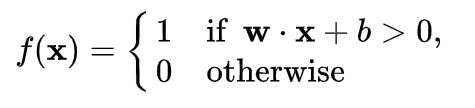 f(x) = { 1 if w · x + b > 0,
0 otherwise